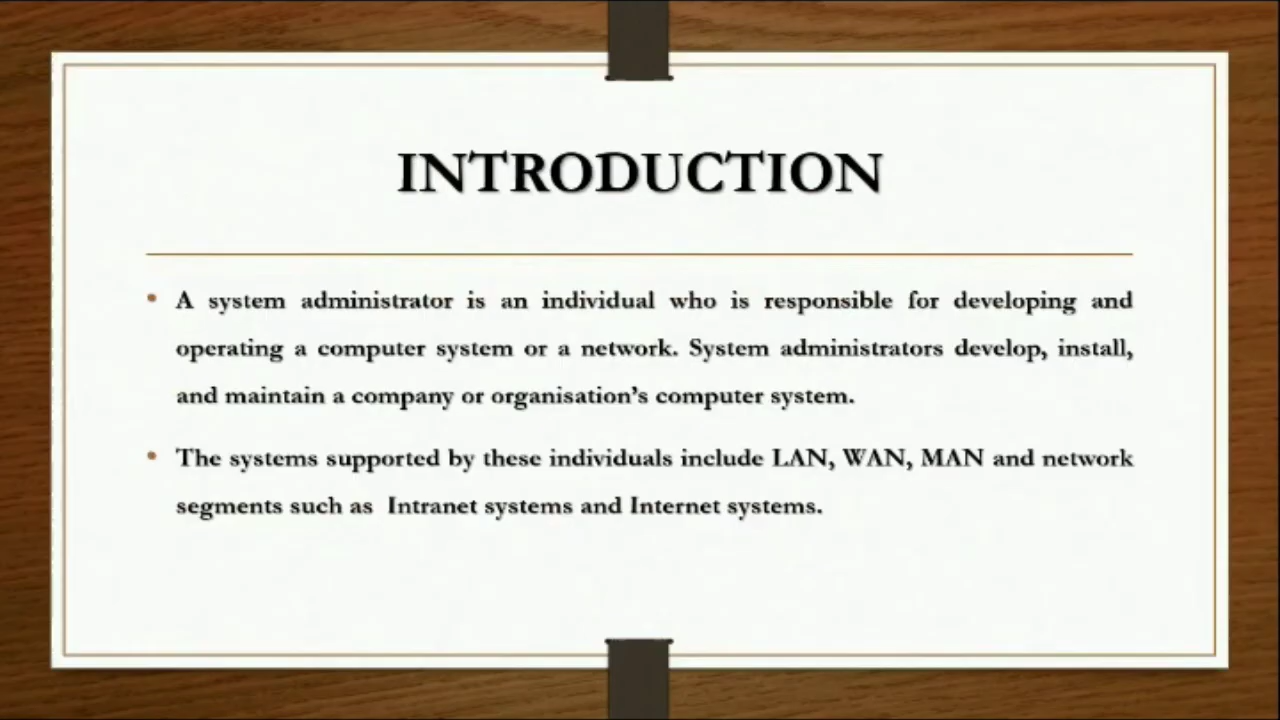 INTRODUCTION
• A system administrator is an individual who is responsible for developing and
operating a computer system or a network. System administrators develop, install,
and maintain a company or organisation’s computer system.
• The systems supported by these individuals include LAN, WAN, MAN and network
segments such as  Intranet systems and Internet systems.